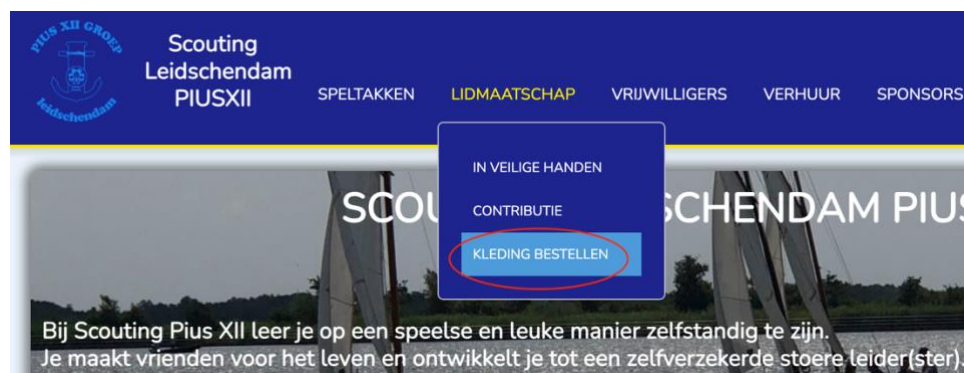 PIUS XII GROEP
leidschendam
Scouting
Leidschendam
PIUSXII
SPELTAKKEN LIDMAATSCHAP VRIJWILLIGERS VERHUUR SPONSORS
IN VEILIGE HANDEN
CONTRIBUTIE
KLEDING BESTELLEN
SCOU SCHENDAM PIUS
Bij Scouting Pius XII leer je op een speelse en leuke manier zelfstandig te zijn.
Je maakt vrienden voor het leven en ontwikkelt je tot een zelfverzekerde stoere leider(ster).